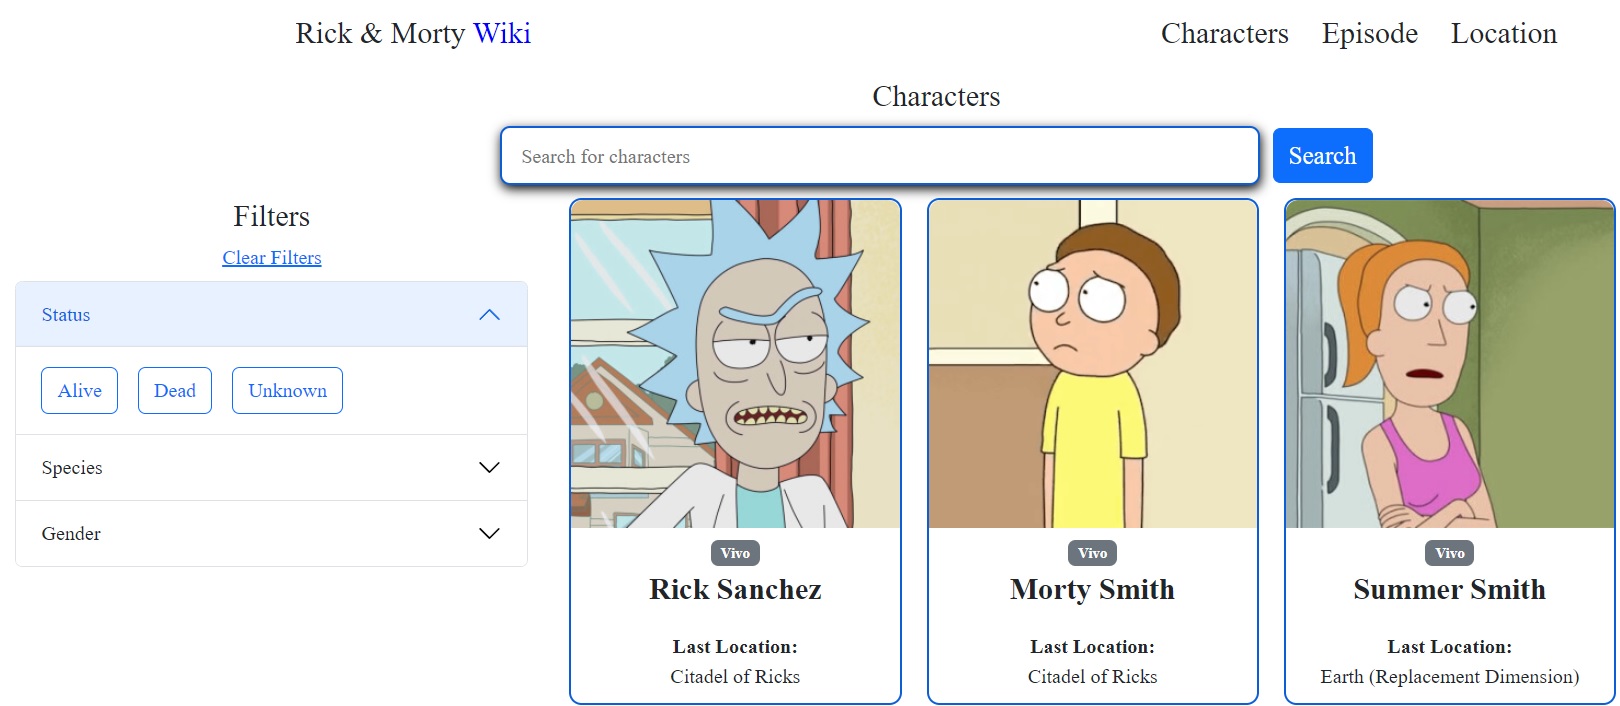 Rick & Morty Wiki
Characters Episode Location
Characters
Search for characters
Search
Filters
Clear Filters
Status
Alive Dead Unknown
Species
Gender
Vivo
Rick Sanchez
Last Location:
Citadel of Ricks
Vivo
Morty Smith
Last Location:
Citadel of Ricks
Vivo
Summer Smith
Last Location:
Earth (Replacement Dimension)